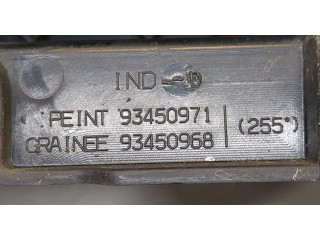 IND
PEINT 93450971
GRAINEE 93450968
(255°)